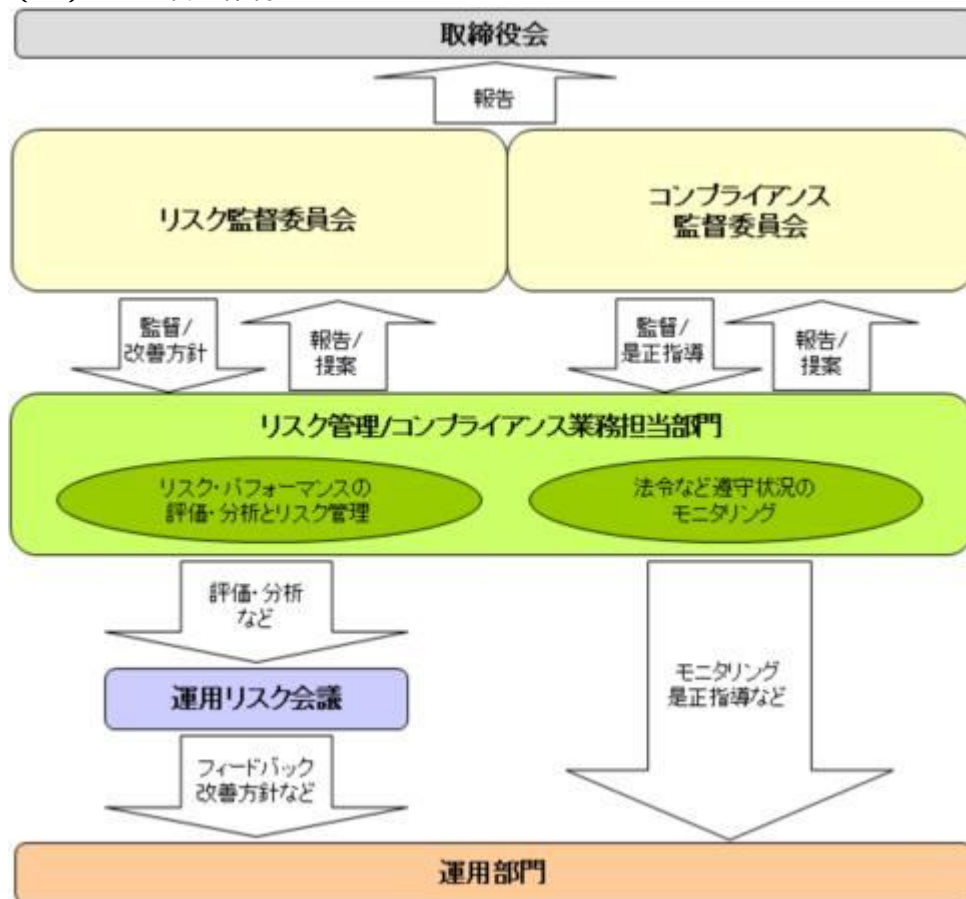 取締役会
報告
リスク監督委員会
コンプライアンス
監督委員会
監督/
改善方針
報告/
提案
監督/
是正指導
報告/
提案
リスク管理/コンプライアンス業務担当部門
リスク・パフォーマンスの
評価・分析とリスク管理
法令など遵守状況の
モニタリング
評価・分析
など
運用リスク会議
モニタリング
是正指導など
フィードバック
改善方針など
運用部門